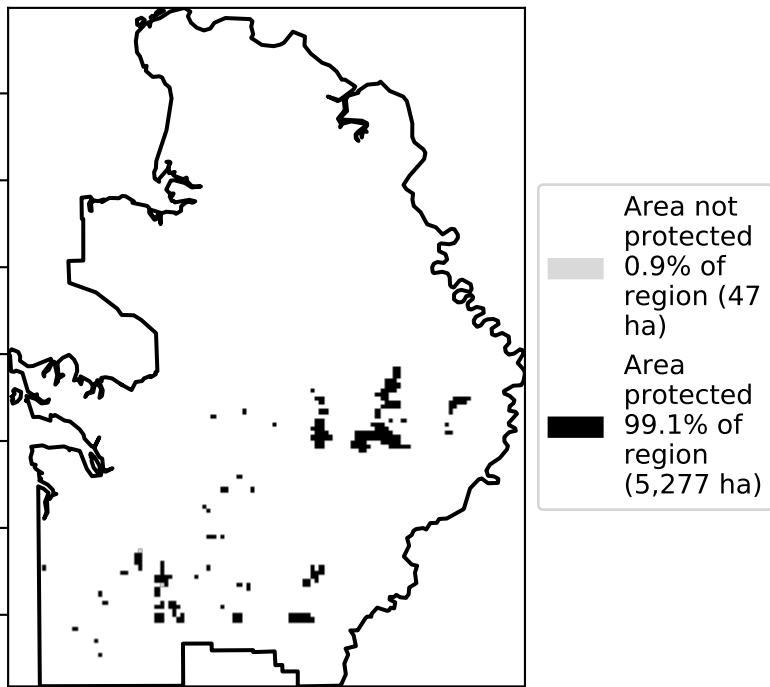 Area not
protected
0.9% of
region (47
ha)
Area
protected
99.1% of
region
(5,277 ha)